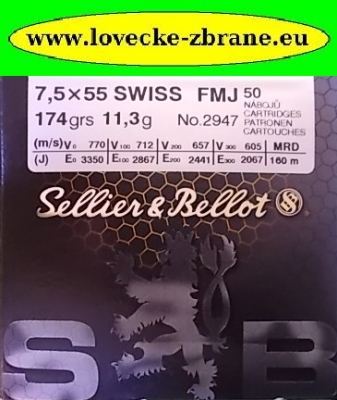 www.lovecke-zbrane.eu
7,5×55 SWISS FMJ 50
NÁBOJŮ
CARTRIDGES
174grs 11,3g No.2947 PATRONEN
CARTOUCHES
(m/s) V0 770 V100 712 V200 657 V300 605 MRD
(J) E0 3350 E100 2867 E200 2441 E300 2067 160 m
Sellier & Bellot S&B
S B